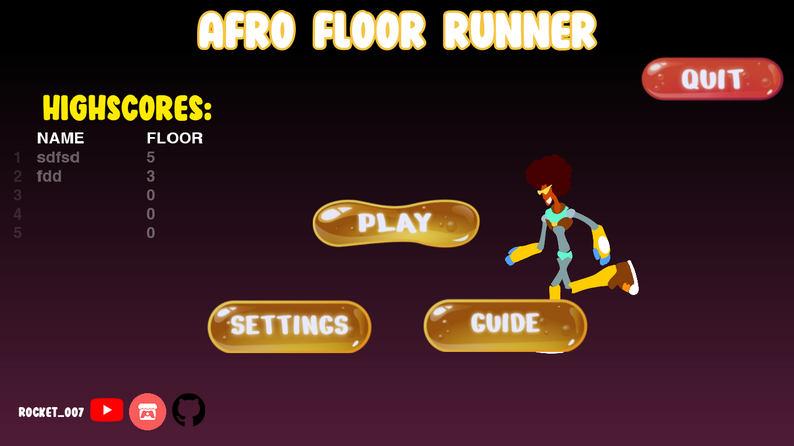 AFRO FLOOR RUNNER
QUIT
HIGHSCORES:
NAME FLOOR
1 sdfsd 5
2 fdd 3
3 0
4 0
5 0
PLAY
SETTINGS GUIDE
ROCKET_007